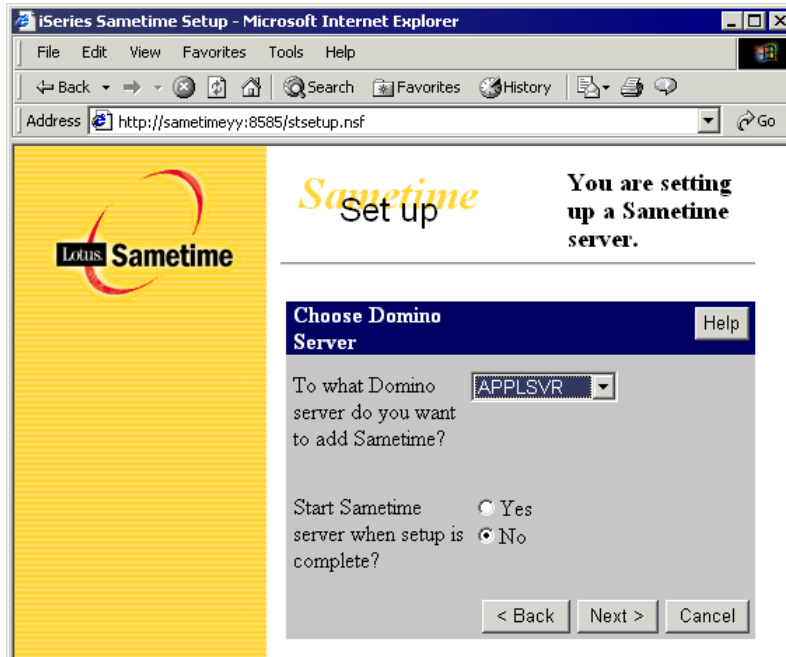 iSeries Sametime Setup - Microsoft Internet Explorer
File Edit View Favorites Tools Help
Back Search Favorites History
Address http://sametimeyy:8585/stsetup.nsf Go
Lotus Sametime
Sametime
Set up
You are setting
up a Sametime
server.
Choose Domino
Server
Help
To what Domino
server do you want
to add Sametime?
APPLSVR
Start Sametime
server when setup is
complete?
Yes
No
< Back Next > Cancel